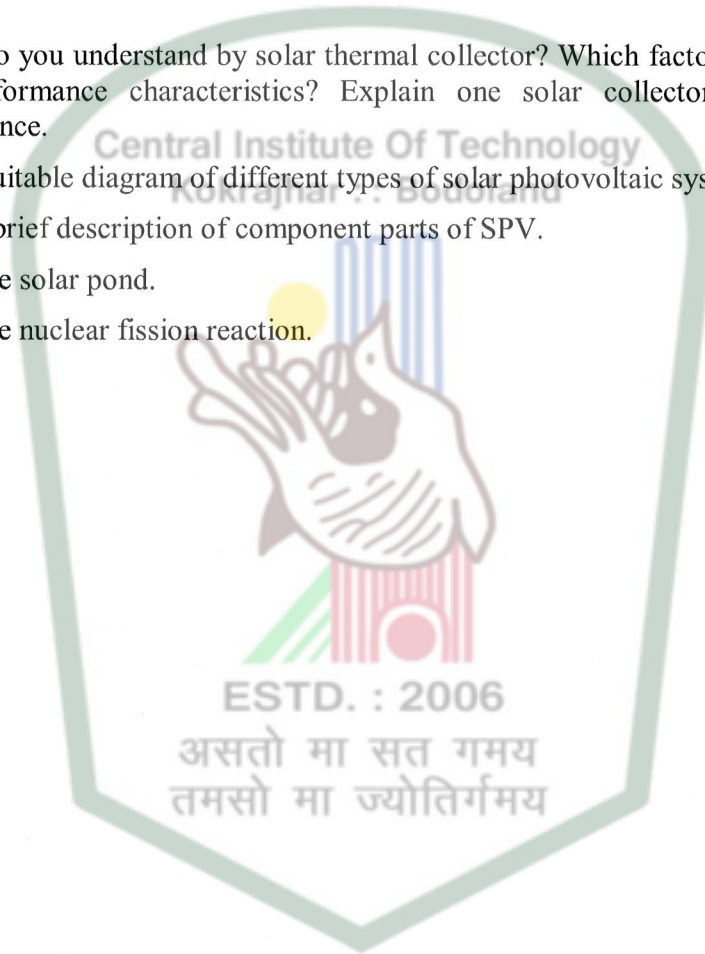 o you understand by solar thermal collector? Which facto
formance characteristics? Explain one solar collector
nce.
Central Institute Of Technology
uitable diagram of different types of solar photovoltaic sys
Kokrajhar : : Bodoland
brief description of component parts of SPV.
e solar pond.
e nuclear fission reaction.
ESTD. : 2006
असतो मा सत गमय
तमसो मा ज्योतिर्गमय